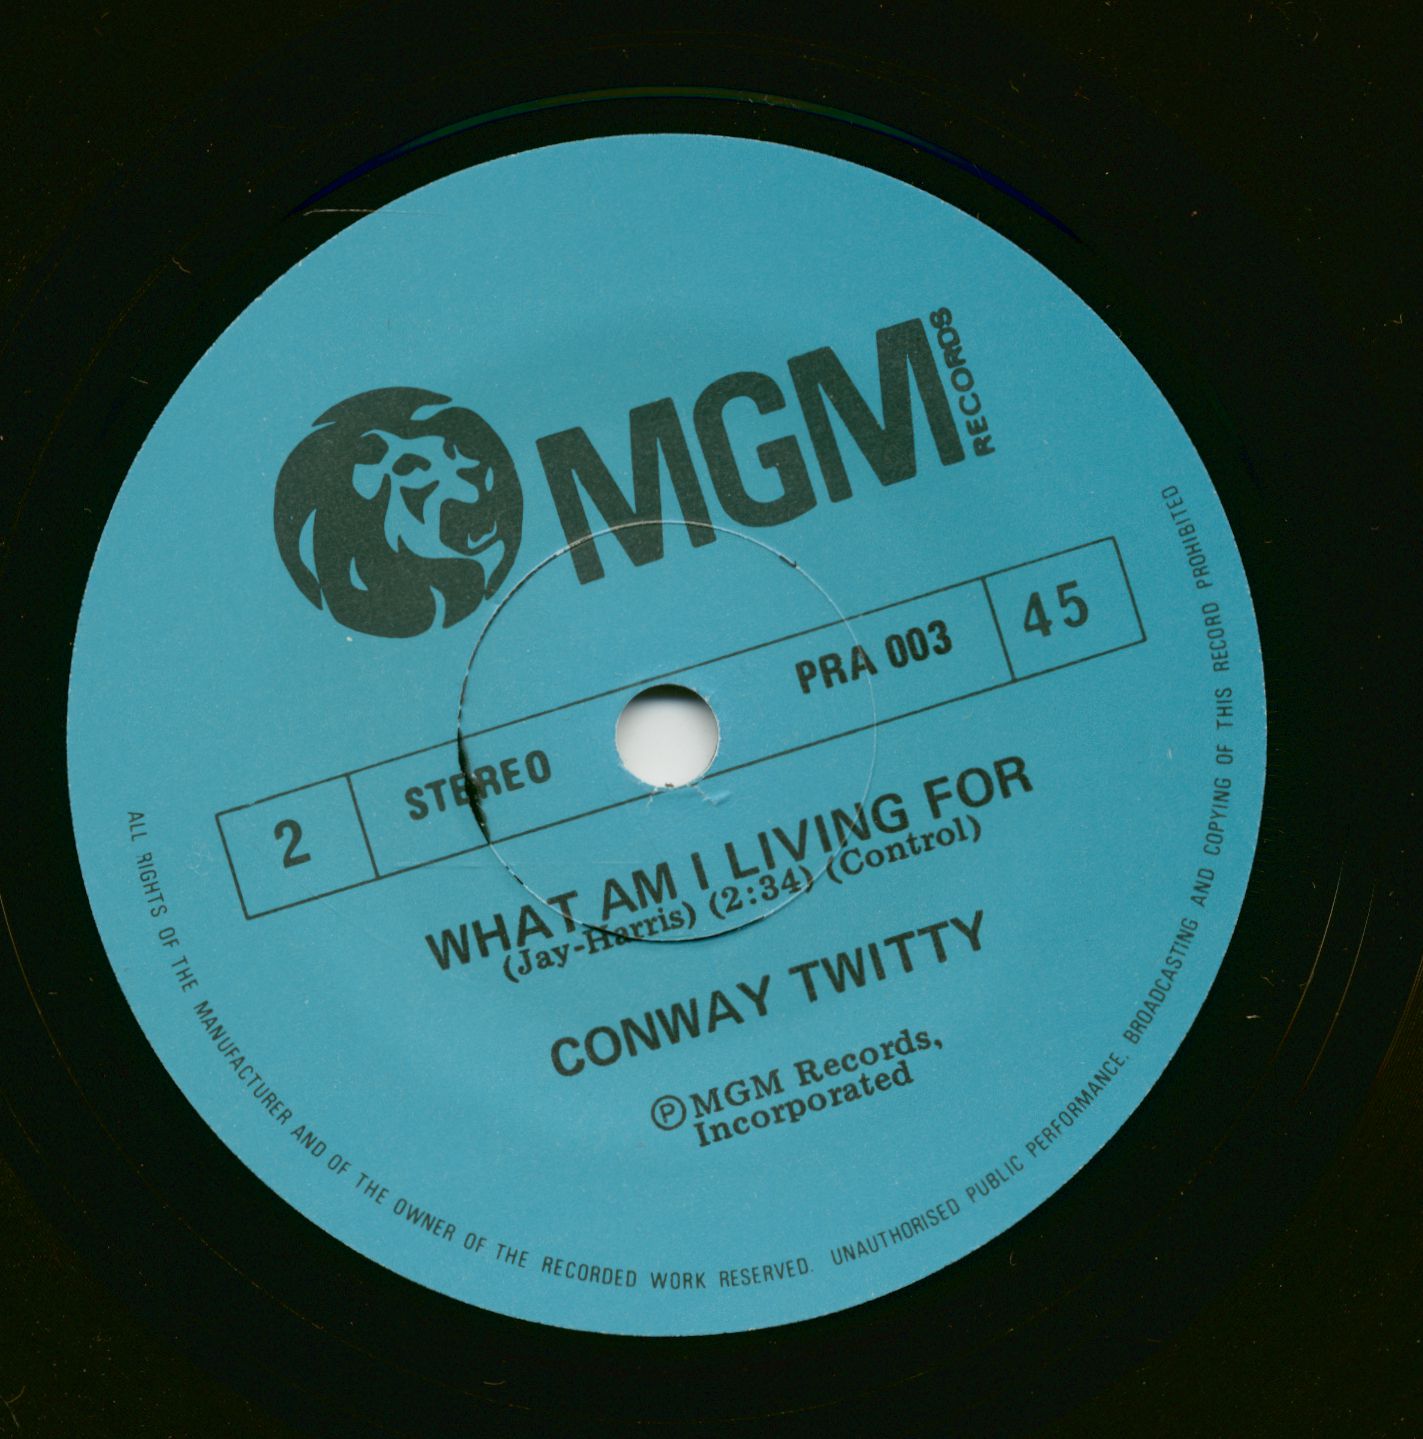 MGM RECORDS
2 STEREO PRA 003 45
WHAT AM I LIVING FOR
(Jay-Harris) (2:34) (Control)
CONWAY TWITTY
ⓅMGM Records,
Incorporated
ALL RIGHTS OF THE MANUFACTURER AND OF THE OWNER OF THE RECORDED WORK RESERVED. UNAUTHORISED PUBLIC PERFORMANCE, BROADCASTING AND COPYING OF THIS RECORD PROHIBITED